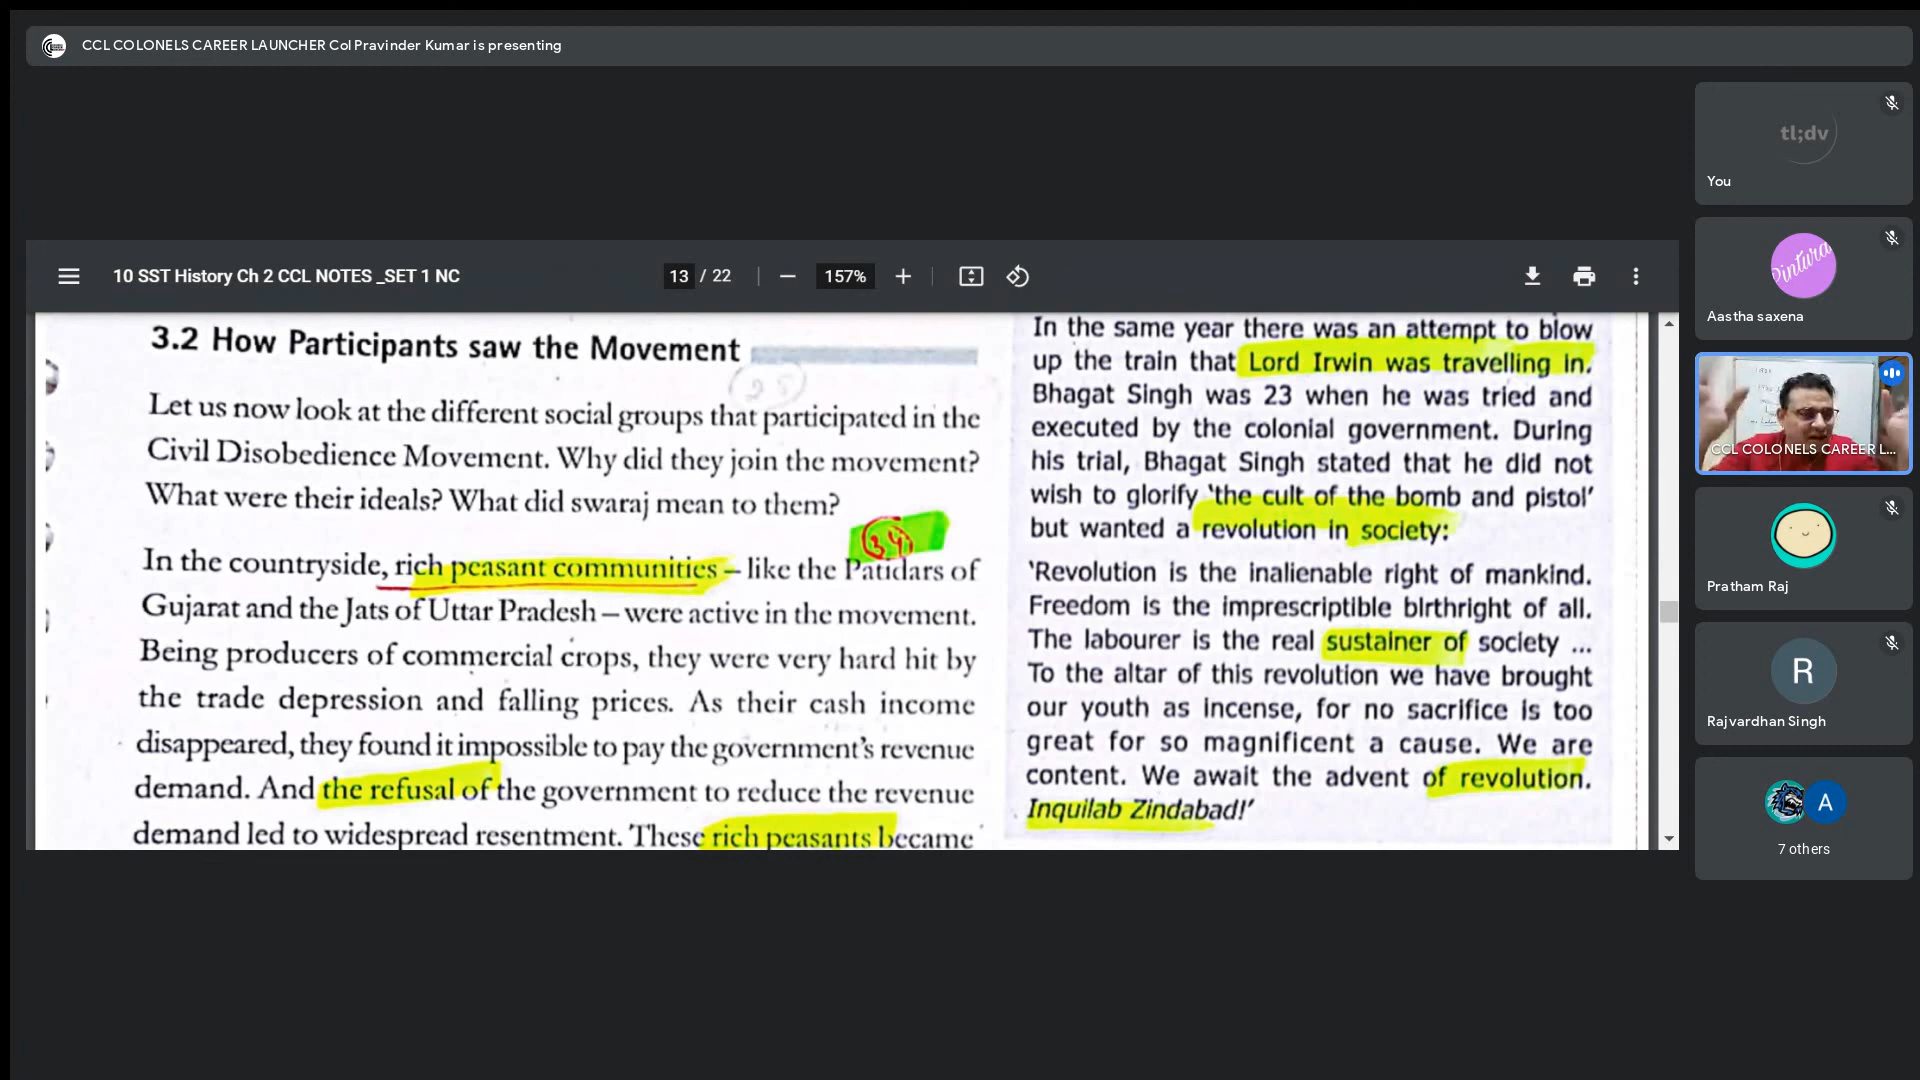 CCL COLONELS CAREER LAUNCHER Col Pravinder Kumar is presenting
10 SST History Ch 2 CCL NOTES _SET 1 NC
13 / 22
157%
3.2 How Participants saw the Movement
25
Let us now look at the different social groups that participated in the
Civil Disobedience Movement. Why did they join the movement?
What were their ideals? What did swaraj mean to them?
34
In the countryside, rich peasant communities – like the Patidars of
Gujarat and the Jats of Uttar Pradesh – were active in the movement.
Being producers of commercial crops, they were very hard hit by
the trade depression and falling prices. As their cash income
disappeared, they found it impossible to pay the government's revenue
demand. And the refusal of the government to reduce the revenue
demand led to widespread resentment. These rich peasants became
In the same year there was an attempt to blow
up the train that Lord Irwin was travelling in.
Bhagat Singh was 23 when he was tried and
executed by the colonial government. During
his trial, Bhagat Singh stated that he did not
wish to glorify 'the cult of the bomb and pistol'
but wanted a revolution in society:
'Revolution is the inalienable right of mankind.
Freedom is the imprescriptible birthright of all.
The labourer is the real sustainer of society ...
To the altar of this revolution we have brought
our youth as incense, for no sacrifice is too
great for so magnificent a cause. We are
content. We await the advent of revolution.
Inquilab Zindabad!'
tl;dv
You
Pintura
Aastha saxena
CCL COLONELS CAREER L...
Pratham Raj
R
Rajvardhan Singh
A
7 others